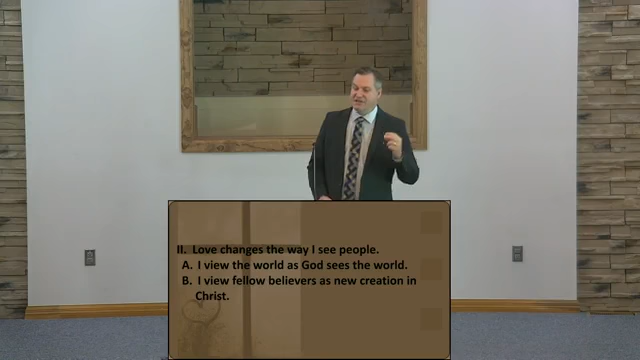 II. Love changes the way I see people.
A. I view the world as God sees the world.
B. I view fellow believers as new creation in
Christ.